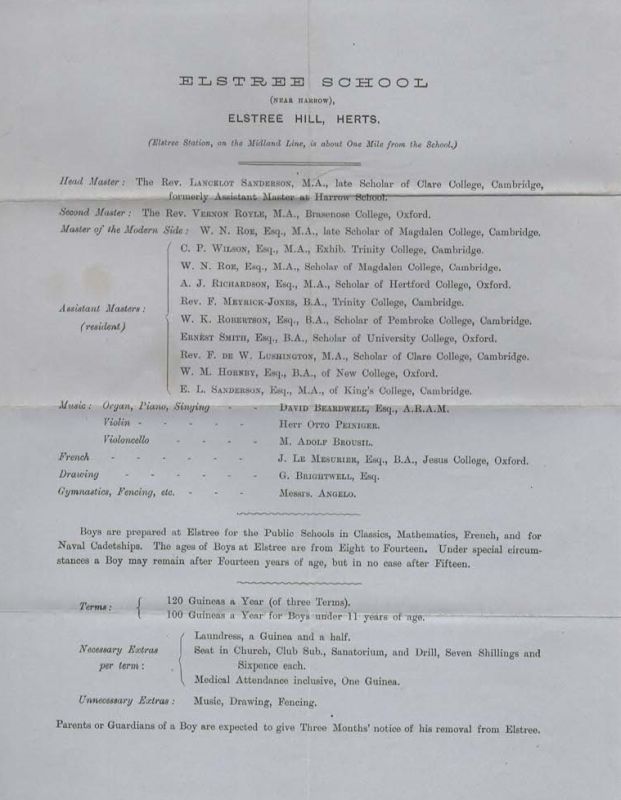 ELSTREE SCHOOL
(NEAR HARROW),
ELSTREE HILL, HERTS.
(Elstree Station, on the Midland Line, is about One Mile from the School.)
Head Master: The Rev. LANCELOT SANDERSON, M.A., late Scholar of Clare College, Cambridge,
formerly Assistant Master at Harrow School.
Second Master: The Rev. VERNON ROYLE, M.A., Brasenose College, Oxford.
Master of the Modern Side: W. N. ROE, Esq., M.A., late Scholar of Magdalen College, Cambridge.
Assistant Masters:
(resident)
C. P. WILSON, Esq., M.A., Exhib. Trinity College, Cambridge.
W. N. ROE, Esq., M.A., Scholar of Magdalen College, Cambridge.
A. J. RICHARDSON, Esq., M.A., Scholar of Hertford College, Oxford.
Rev. F. MEYRICK-JONES, B.A., Trinity College, Cambridge.
W. K. ROBERTSON, Esq., B.A., Scholar of Pembroke College, Cambridge.
ERNEST SMITH, Esq., B.A., Scholar of University College, Oxford.
Rev. F. DE W. LUSHINGTON, M.A., Scholar of Clare College, Cambridge.
W. M. HORNBY, Esq., B.A., of New College, Oxford.
E. L. SANDERSON, Esq., M.A., of King's College, Cambridge.
Music: Organ, Piano, Singing - - DAVID BEARDWELL, Esq., A.R.A.M.
Violin - - - - - Herr OTTO PEINIGER.
Violoncello - - - - M. ADOLF BROUSIL.
French - - - - - - J. LE MESURIER, Esq., B.A., Jesus College, Oxford.
Drawing - - - - - - G. BRIGHTWELL, Esq.
Gymnastics, Fencing, etc. - - - Messrs. ANGELO.
Boys are prepared at Elstree for the Public Schools in Classics, Mathematics, French, and for
Naval Cadetships. The ages of Boys at Elstree are from Eight to Fourteen. Under special circum-
stances a Boy may remain after Fourteen years of age, but in no case after Fifteen.
Terms: { 120 Guineas a Year (of three Terms).
100 Guineas a Year for Boys under 11 years of age.
Necessary Extras
per term:
Laundress, a Guinea and a half.
Seat in Church, Club Sub., Sanatorium, and Drill, Seven Shillings and
Sixpence each.
Medical Attendance inclusive, One Guinea.
Unnecessary Extras: Music, Drawing, Fencing.
Parents or Guardians of a Boy are expected to give Three Months' notice of his removal from Elstree.